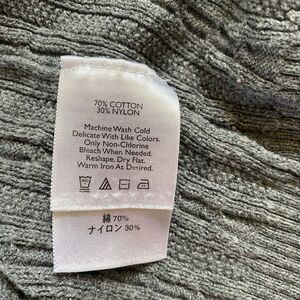 70% COTTON
30% NYLON
Machine Wash Cold
Delicate With Like Colors.
Only Non-Chlorine
Bleach When Needed.
Reshape, Dry Flat.
Warm Iron As Desired.
綿 70%
ナイロン 30%